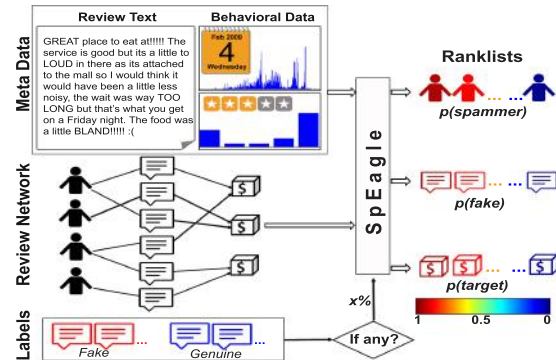 Meta Data
Review Text
GREAT place to eat at!!!!! The
service is good but its a little to
LOUD in there as its attached
to the mall so I would think it
would have been a little less
noisy, the wait was way TOO
LONG but that's what you get
on a Friday night. The food was
a little BLAND!!!!! :(
Behavioral Data
Feb 2009
4
Wednesday
Review Network
$
$
$
Labels
Fake
...
Genuine
...
If any?
x%
SpEagle
Ranklists
... ...
p(spammer)
... ...
p(fake)
$ $ ... ... $
p(target)
1 0.5 0